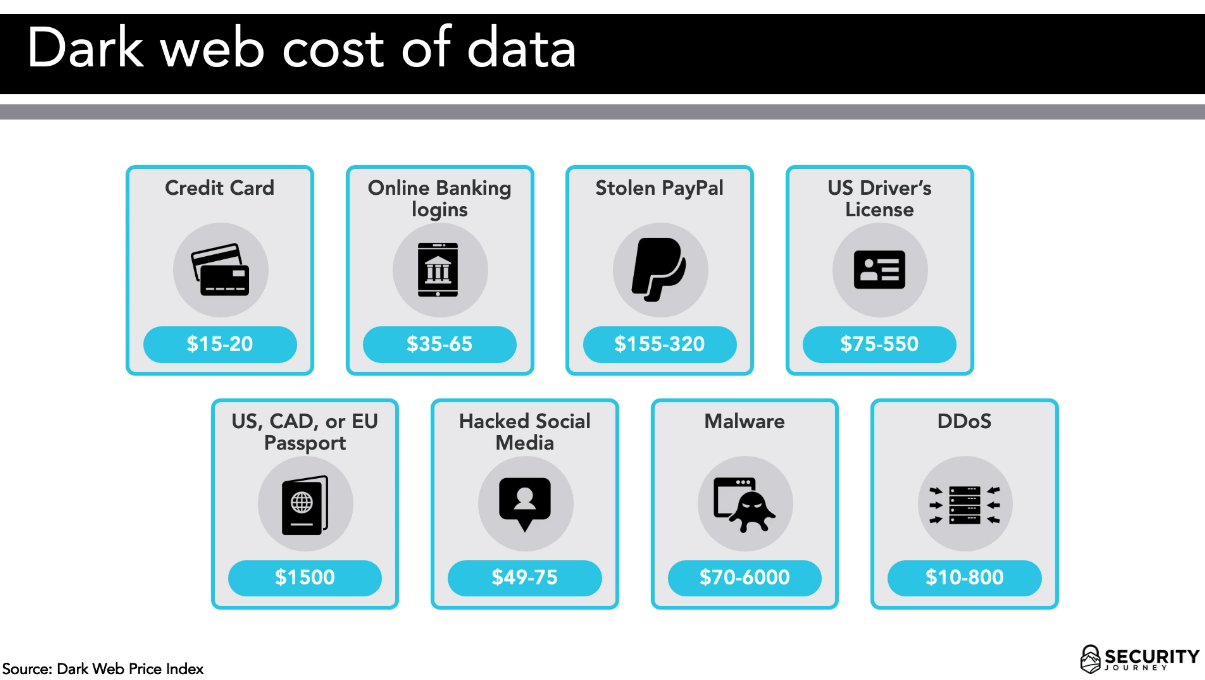 Dark web cost of data
Credit Card
$15-20
Online Banking
logins
$35-65
Stolen PayPal
$155-320
US Driver's
License
$75-550
US, CAD, or EU
Passport
$1500
Hacked Social
Media
$49-75
Malware
$70-6000
DDoS
$10-800
Source: Dark Web Price Index
SECURITY
JOURNEY